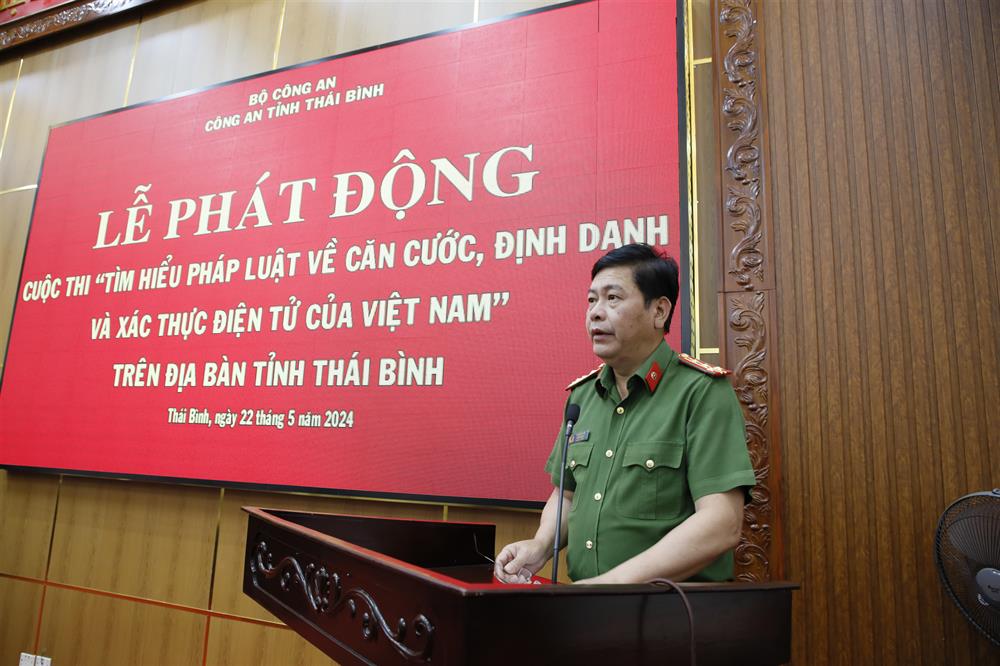 BỘ CÔNG AN
CÔNG AN TỈNH THÁI BÌNH
LỄ PHÁT ĐỘNG
CUỘC THI “TÌM HIỂU PHÁP LUẬT VỀ CĂN CƯỚC, ĐỊNH DANH
VÀ XÁC THỰC ĐIỆN TỬ CỦA VIỆT NAM”
TRÊN ĐỊA BÀN TỈNH THÁI BÌNH
Thái Bình, ngày 22 tháng 5 năm 2024